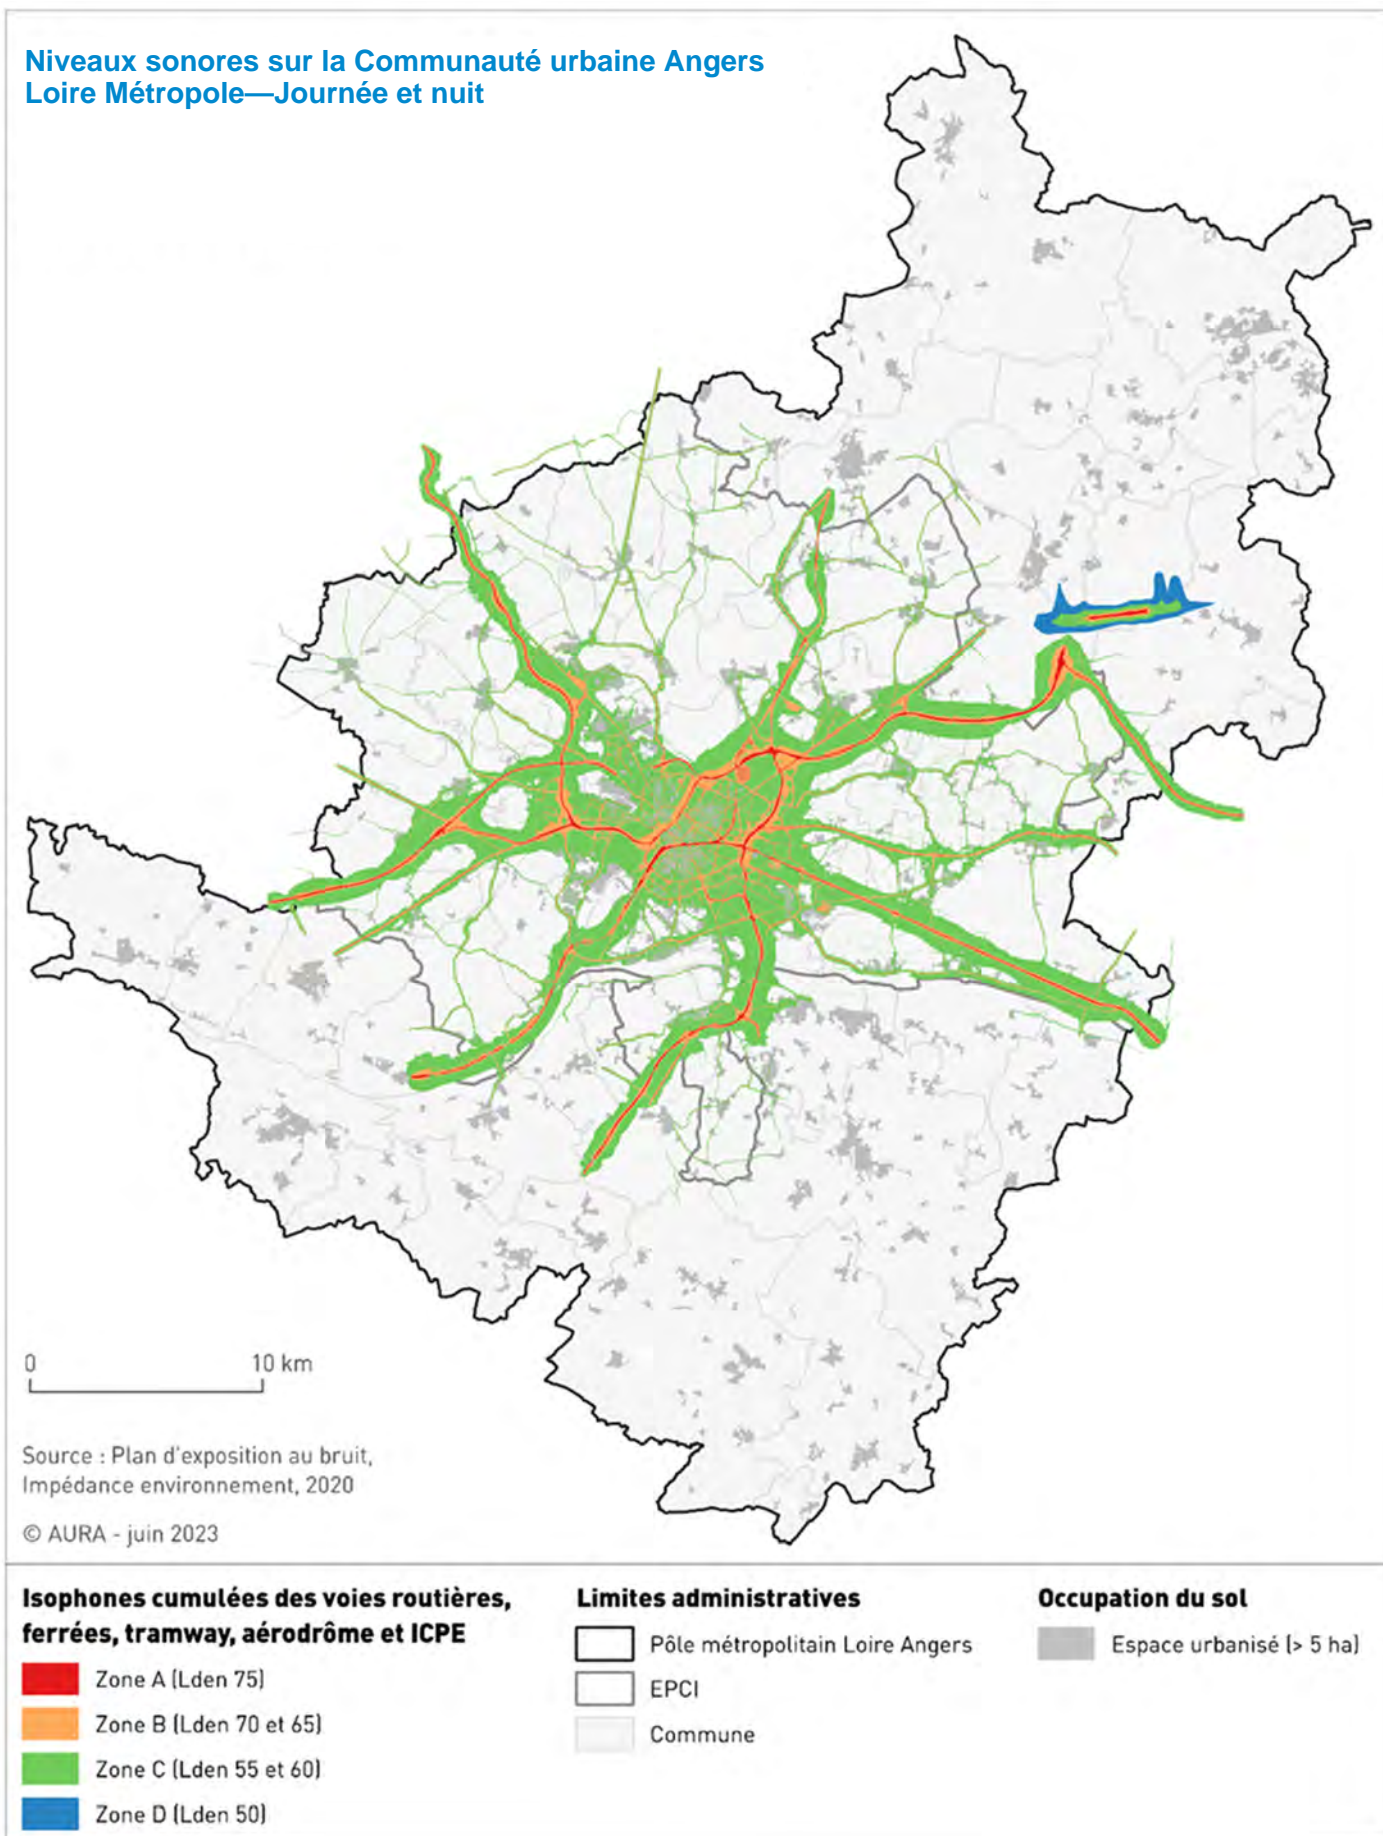 Niveaux sonores sur la Communauté urbaine Angers
Loire Métropole—Journée et nuit
0
10 km
Source : Plan d'exposition au bruit,
Impédance environnement, 2020
© AURA - juin 2023
Isophones cumulées des voies routières,
ferrées, tramway, aérodrôme et ICPE
Zone A (Lden 75)
Zone B (Lden 70 et 65)
Zone C (Lden 55 et 60)
Zone D (Lden 50)
Limites administratives
Pôle métropolitain Loire Angers
EPCI
Commune
Occupation du sol
Espace urbanisé (> 5 ha)